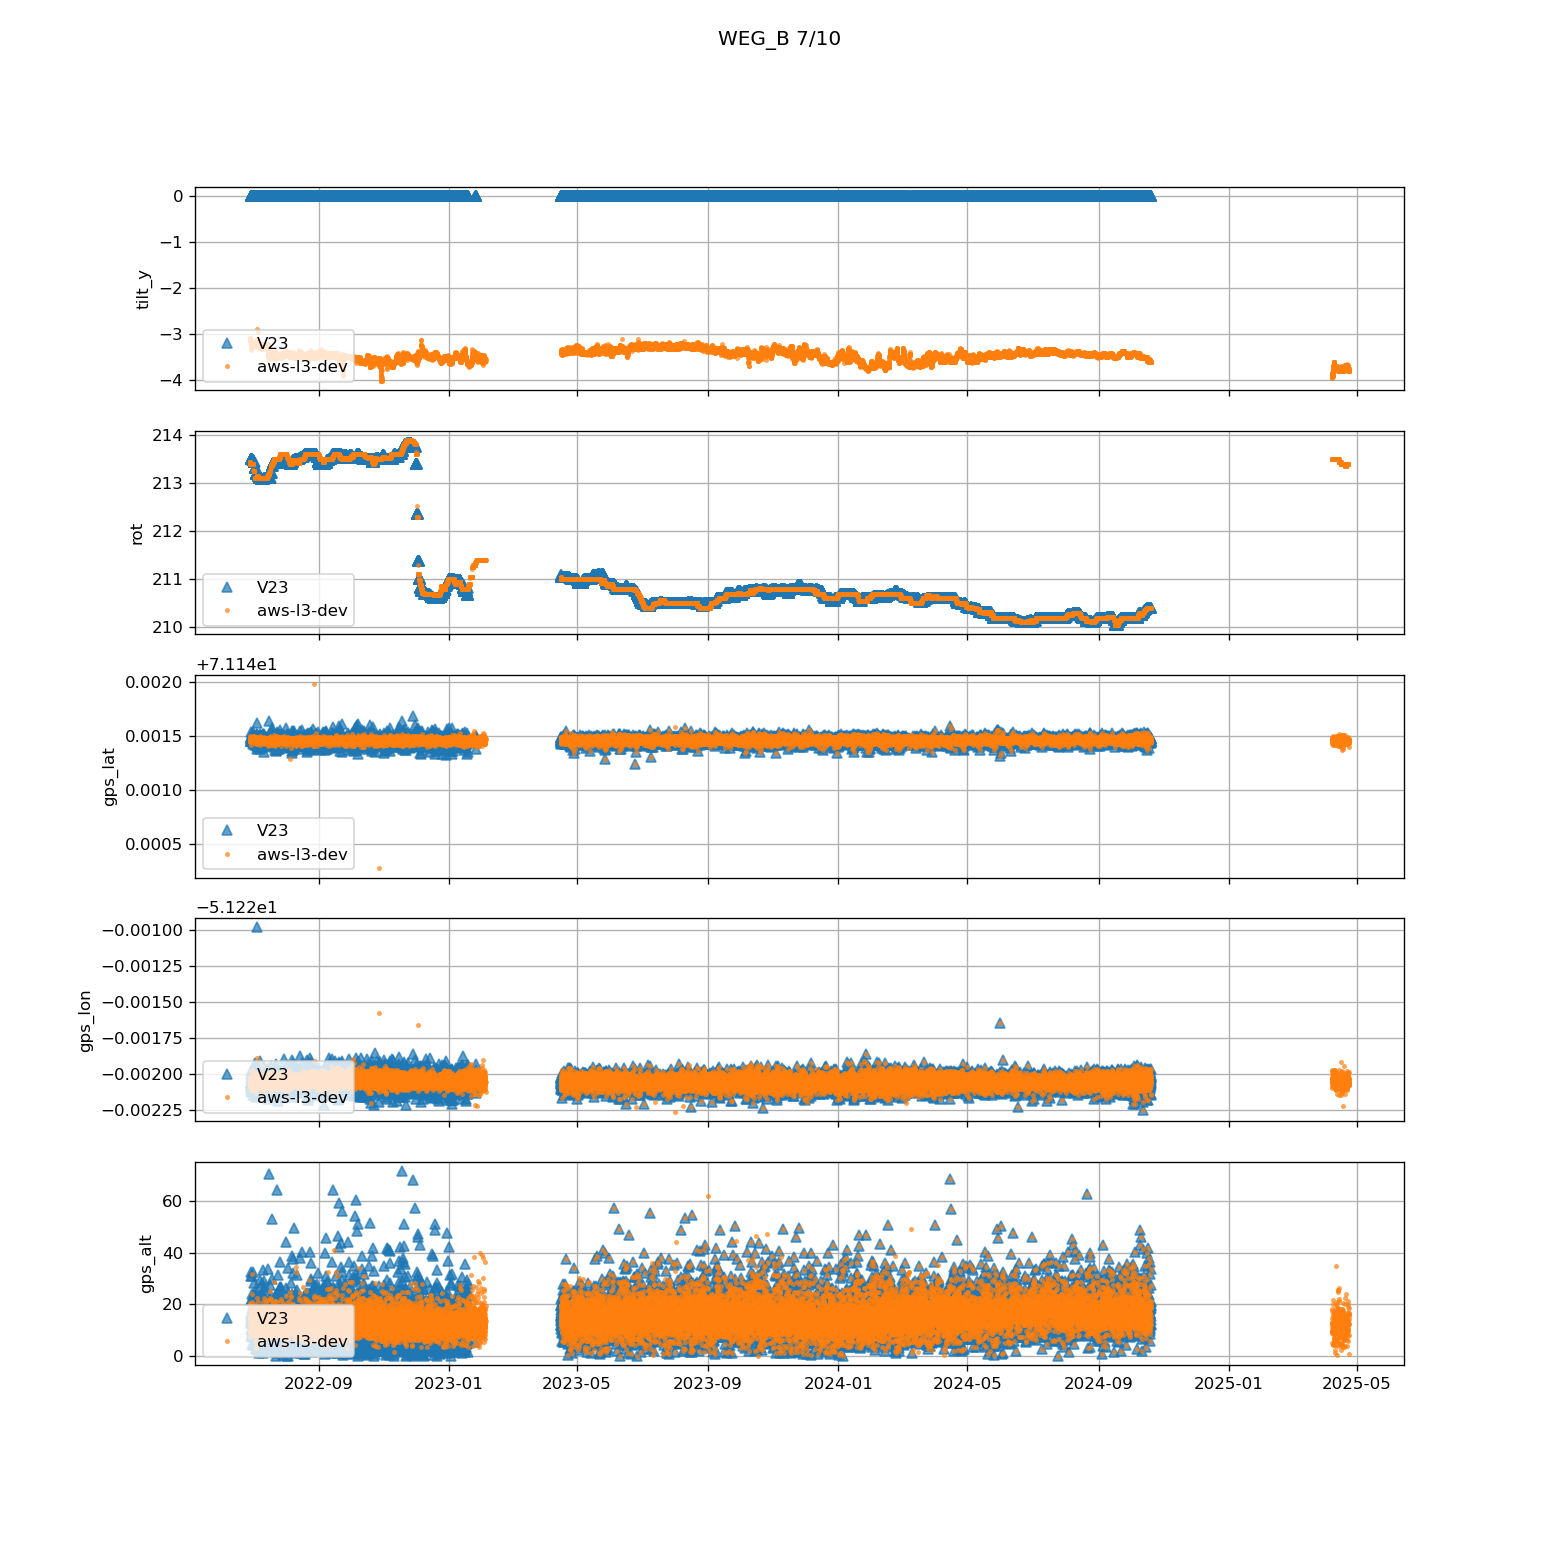 WEG_B 7/10
0
−1
−2
−3
−4
tilt_y
V23
aws-l3-dev
214
213
212
211
210
rot
V23
aws-l3-dev
+7.114e1
0.0020
0.0015
0.0010
0.0005
gps_lat
V23
aws-l3-dev
−5.122e1
−0.00100
−0.00125
−0.00150
−0.00175
−0.00200
−0.00225
gps_lon
V23
aws-l3-dev
60
40
20
0
gps_alt
V23
aws-l3-dev
2022-09 2023-01 2023-05 2023-09 2024-01 2024-05 2024-09 2025-01 2025-05